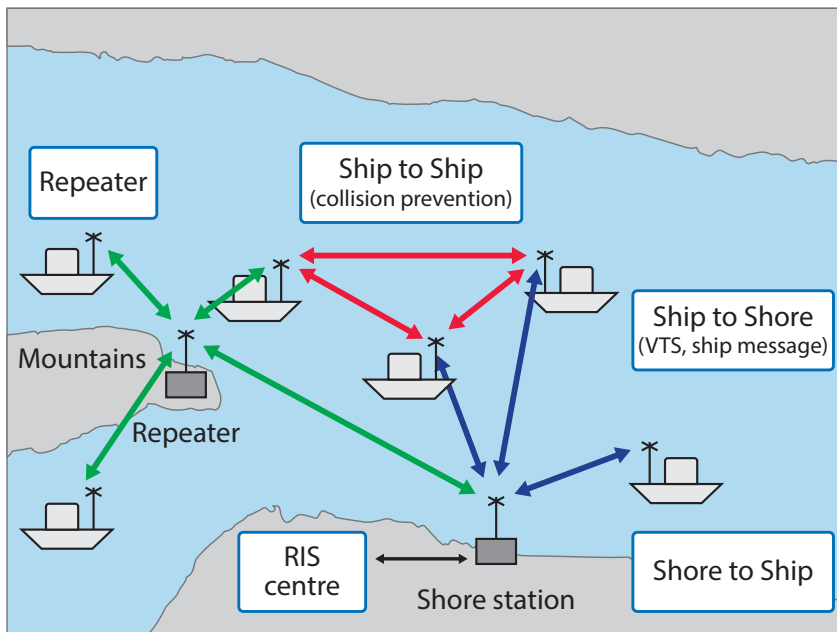 Repeater
Ship to Ship
(collision prevention)
Ship to Shore
(VTS, ship message)
Mountains
Repeater
RIS
centre
Shore station
Shore to Ship